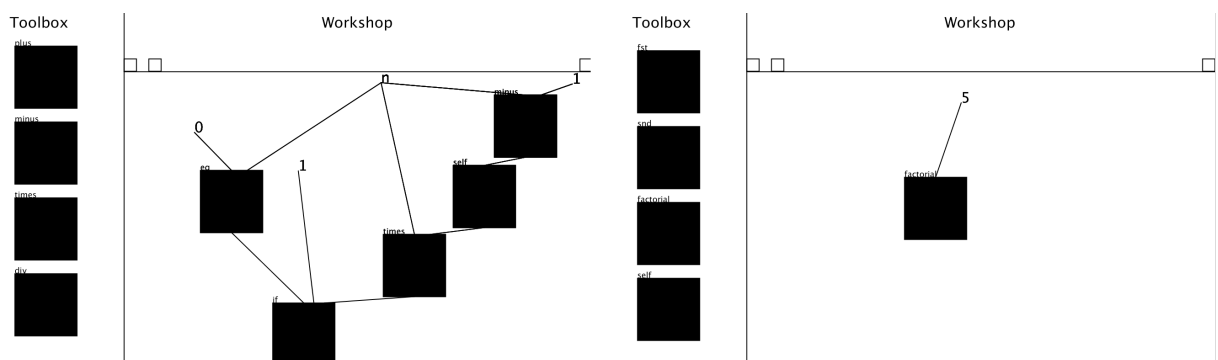 Toolbox
Workshop
plus
minus
times
div
n
1
minus
0
self
eq
1
times
if
Toolbox
Workshop
fst
snd
factorial
self
5
factorial